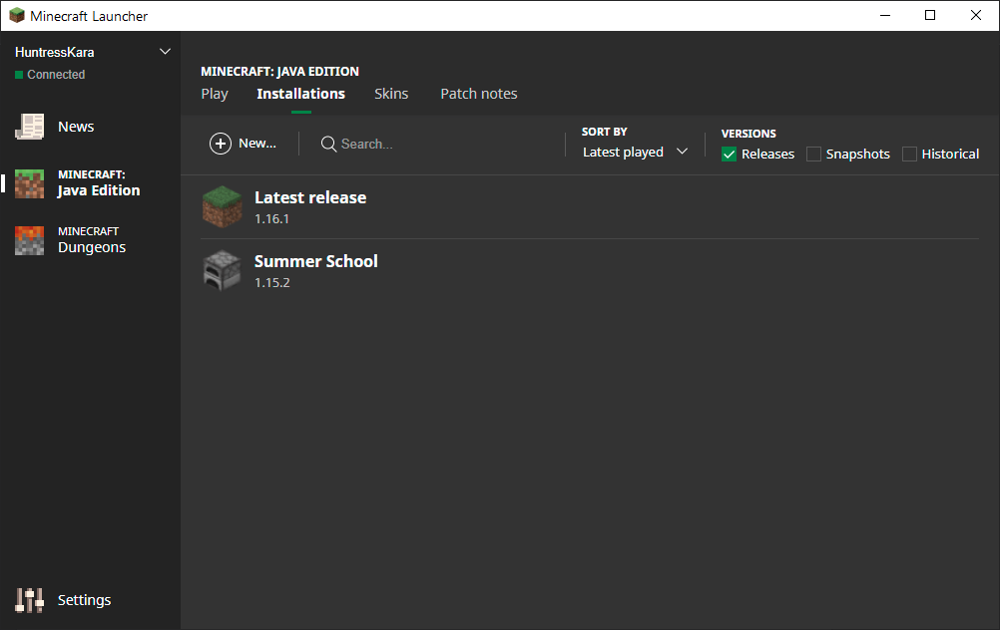 Minecraft Launcher
HuntressKara
Connected
News
MINECRAFT:
Java Edition
MINECRAFT
Dungeons
Settings
MINECRAFT: JAVA EDITION
Play Installations Skins Patch notes
New...
Search...
SORT BY
Latest played
VERSIONS
Releases Snapshots Historical
Latest release
1.16.1
Summer School
1.15.2